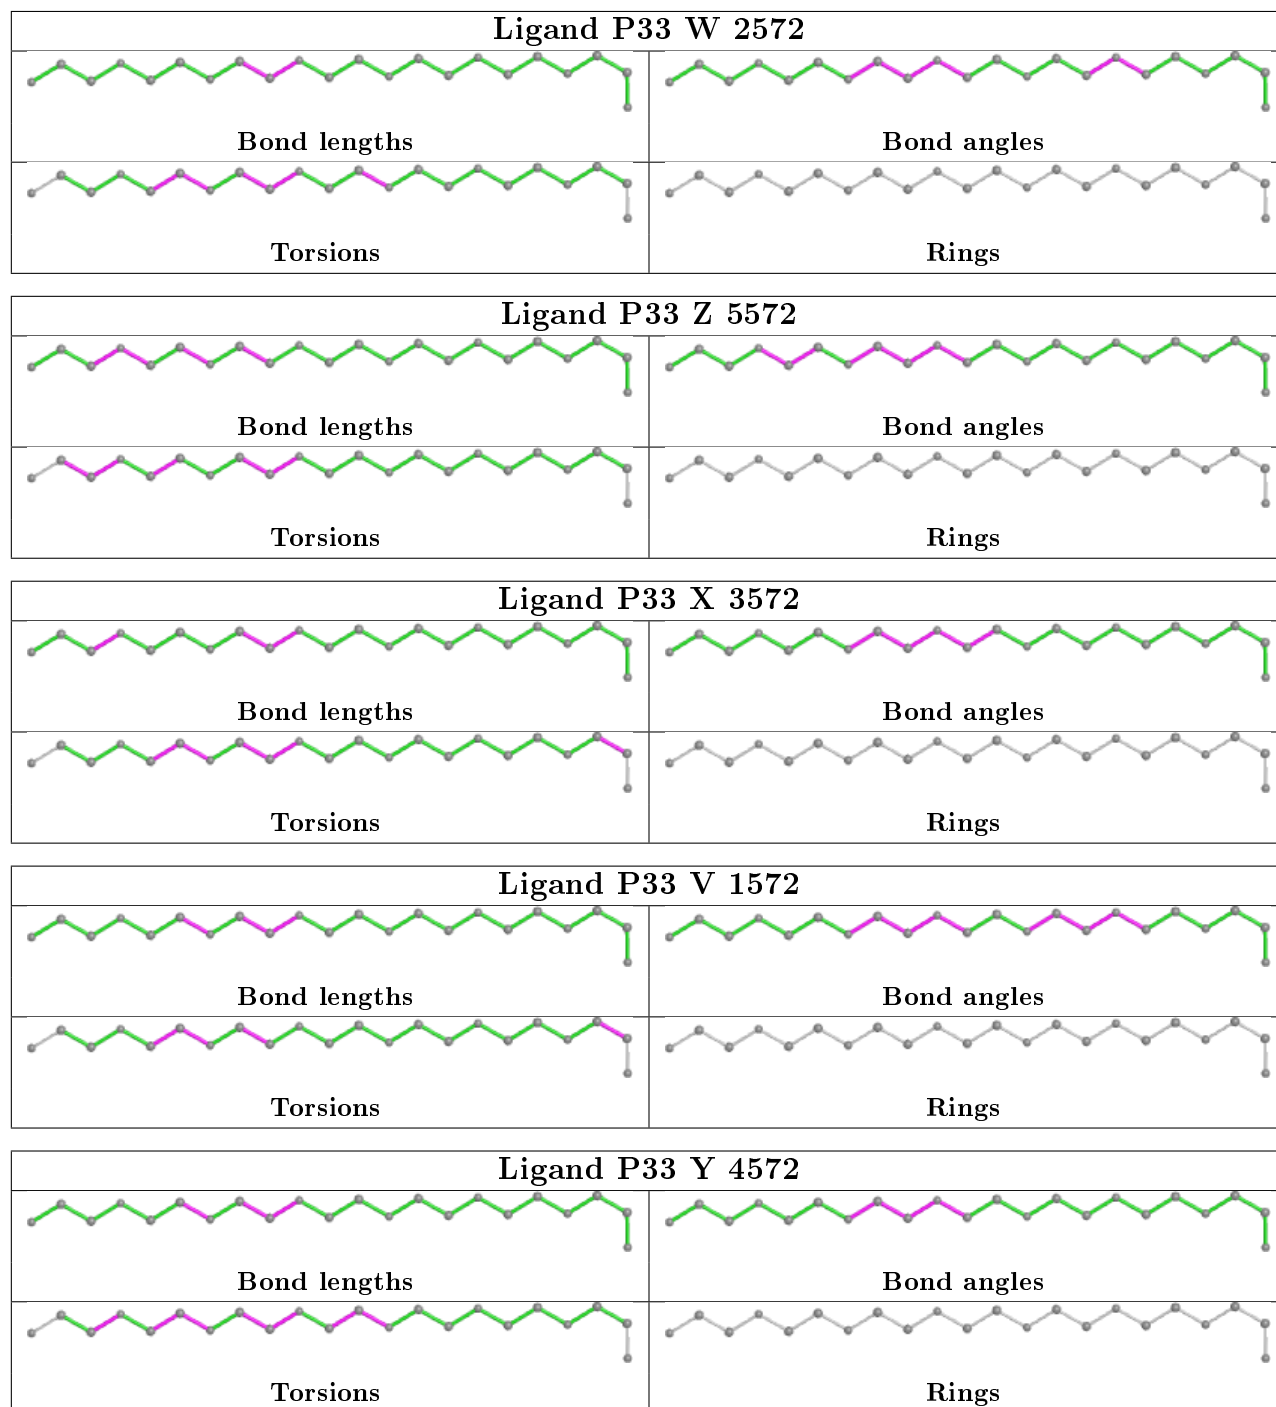 Ligand P33 W 2572
Bond lengths Bond angles
Torsions Rings
Ligand P33 Z 5572
Bond lengths Bond angles
Torsions Rings
Ligand P33 X 3572
Bond lengths Bond angles
Torsions Rings
Ligand P33 V 1572
Bond lengths Bond angles
Torsions Rings
Ligand P33 Y 4572
Bond lengths Bond angles
Torsions Rings